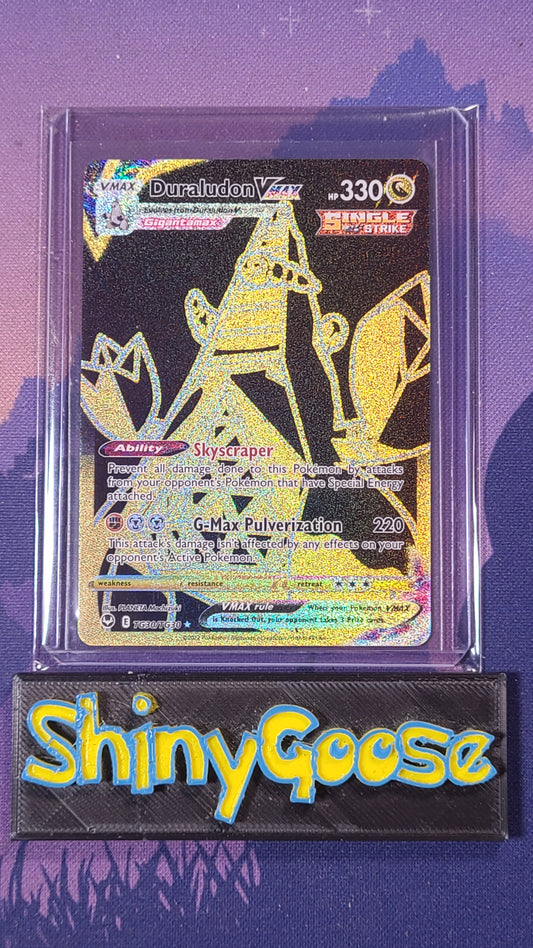 VMAX Duraludon VMAX HP 330
Evolves from Duraludon V
Gigantamax
SINGLE STRIKE
Ability Skyscraper
Prevent all damage done to this Pokémon by attacks
from your opponent's Pokémon that have Special Energy
attached.
G-Max Pulverization 220
This attack's damage isn't affected by any effects on your
opponent's Active Pokémon.
weakness resistance retreat
Illus. PLANETA Mochizuki
VMAX rule When your Pokémon VMAX
is Knocked Out, your opponent takes 3 Prize cards.
E TG30/TG30
ShinyGoose